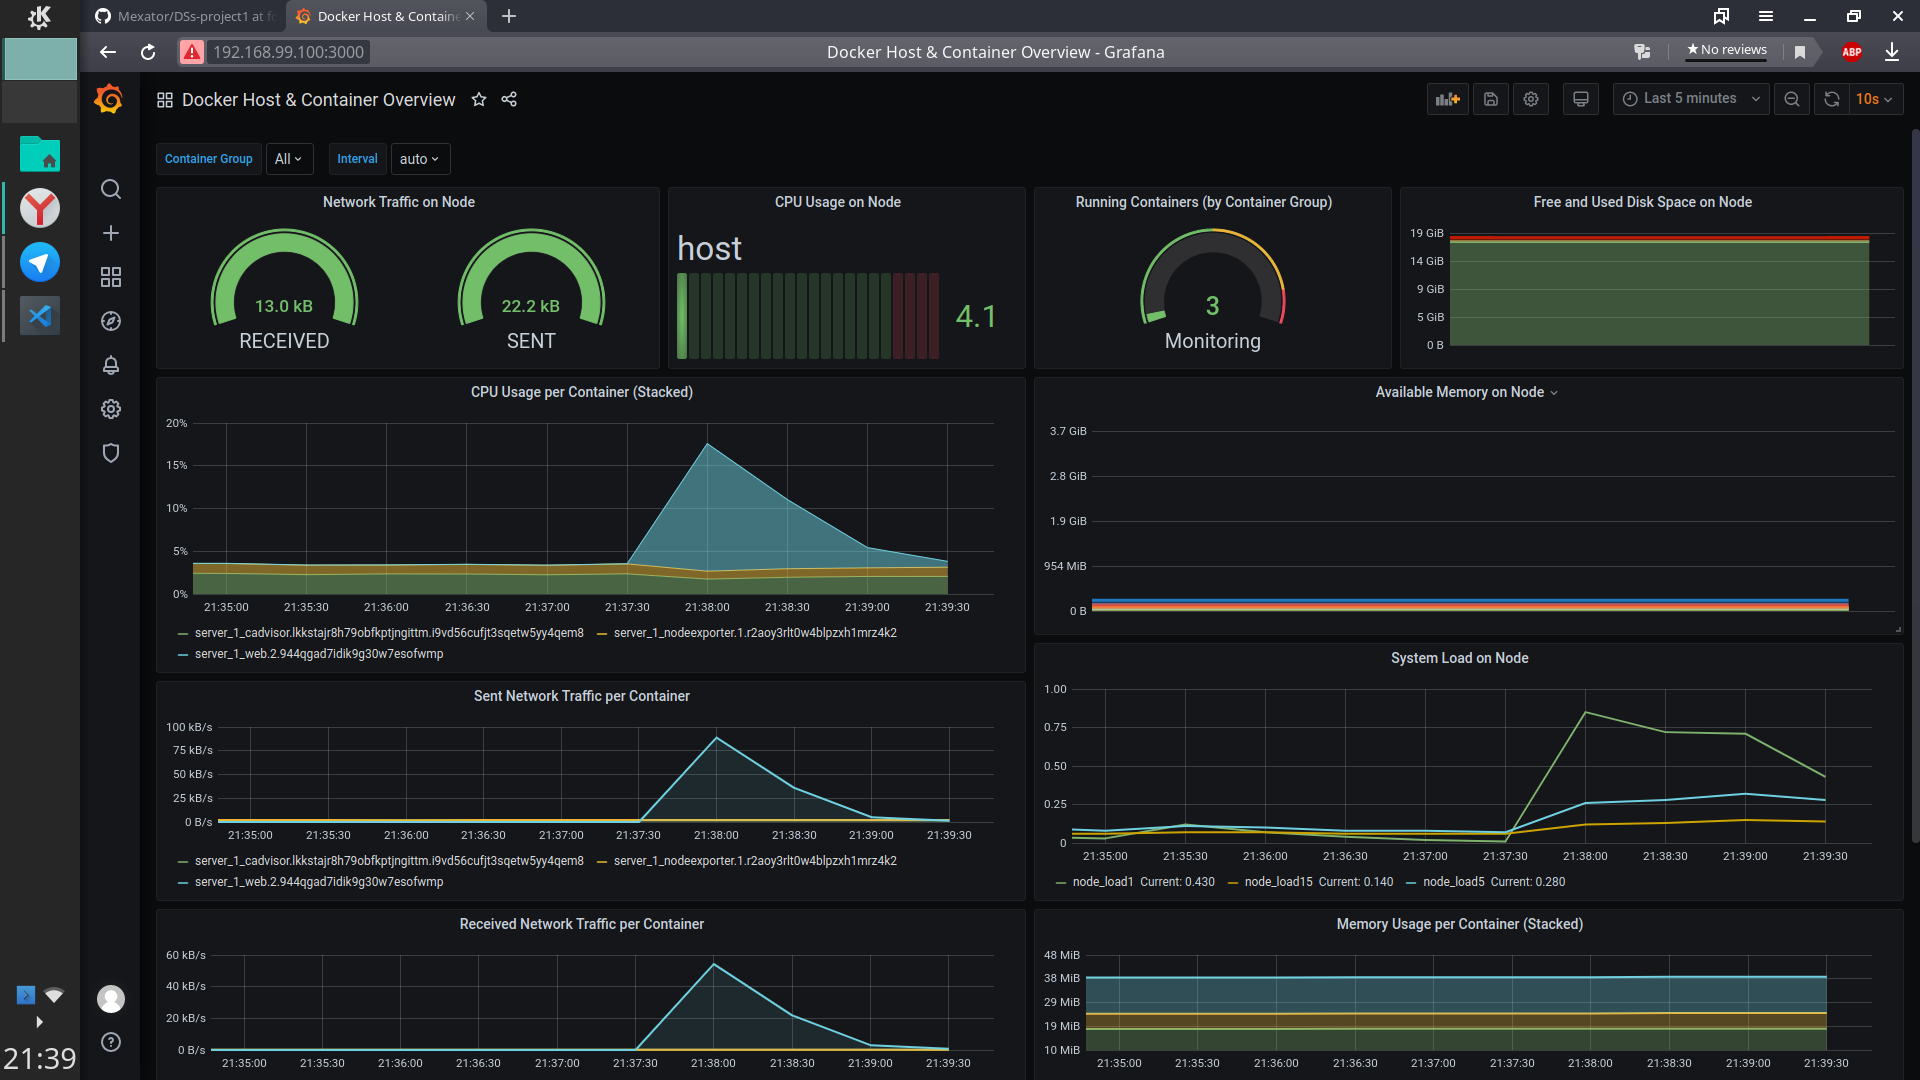 Mexator/DSs-project1 at fo
Docker Host & Containe
192.168.99.100:3000
Docker Host & Container Overview - Grafana
★No reviews
ABP
Docker Host & Container Overview
Last 5 minutes
10s
Container Group
All
Interval
auto
Network Traffic on Node
13.0 kB
RECEIVED
22.2 kB
SENT
CPU Usage on Node
host
4.1
Running Containers (by Container Group)
3
Monitoring
Free and Used Disk Space on Node
19 GiB
14 GiB
9 GiB
5 GiB
0 B
CPU Usage per Container (Stacked)
20%
15%
10%
5%
0%
21:35:00 21:35:30 21:36:00 21:36:30 21:37:00 21:37:30 21:38:00 21:38:30 21:39:00 21:39:30
server_1_cadvisor.lkkstajr8h79obfkptjngittm.i9vd56cufjt3sqetw5yy4qem8 server_1_nodeexporter.1.r2aoy3rlt0w4blpzxh1mrz4k2
server_1_web.2.944qgad7idik9g30w7esofwmp
Available Memory on Node
3.7 GiB
2.8 GiB
1.9 GiB
954 MiB
0 B
Sent Network Traffic per Container
100 kB/s
75 kB/s
50 kB/s
25 kB/s
0 B/s
21:35:00 21:35:30 21:36:00 21:36:30 21:37:00 21:37:30 21:38:00 21:38:30 21:39:00 21:39:30
server_1_cadvisor.lkkstajr8h79obfkptjngittm.i9vd56cufjt3sqetw5yy4qem8 server_1_nodeexporter.1.r2aoy3rlt0w4blpzxh1mrz4k2
server_1_web.2.944qgad7idik9g30w7esofwmp
System Load on Node
1.00
0.75
0.50
0.25
0
21:35:00 21:35:30 21:36:00 21:36:30 21:37:00 21:37:30 21:38:00 21:38:30 21:39:00 21:39:30
node_load1 Current: 0.430 node_load15 Current: 0.140 node_load5 Current: 0.280
Received Network Traffic per Container
60 kB/s
40 kB/s
20 kB/s
0 B/s
21:35:00 21:35:30 21:36:00 21:36:30 21:37:00 21:37:30 21:38:00 21:38:30 21:39:00 21:39:30
Memory Usage per Container (Stacked)
48 MiB
38 MiB
29 MiB
19 MiB
10 MiB
21:35:00 21:35:30 21:36:00 21:36:30 21:37:00 21:37:30 21:38:00 21:38:30 21:39:00 21:39:30
21:39